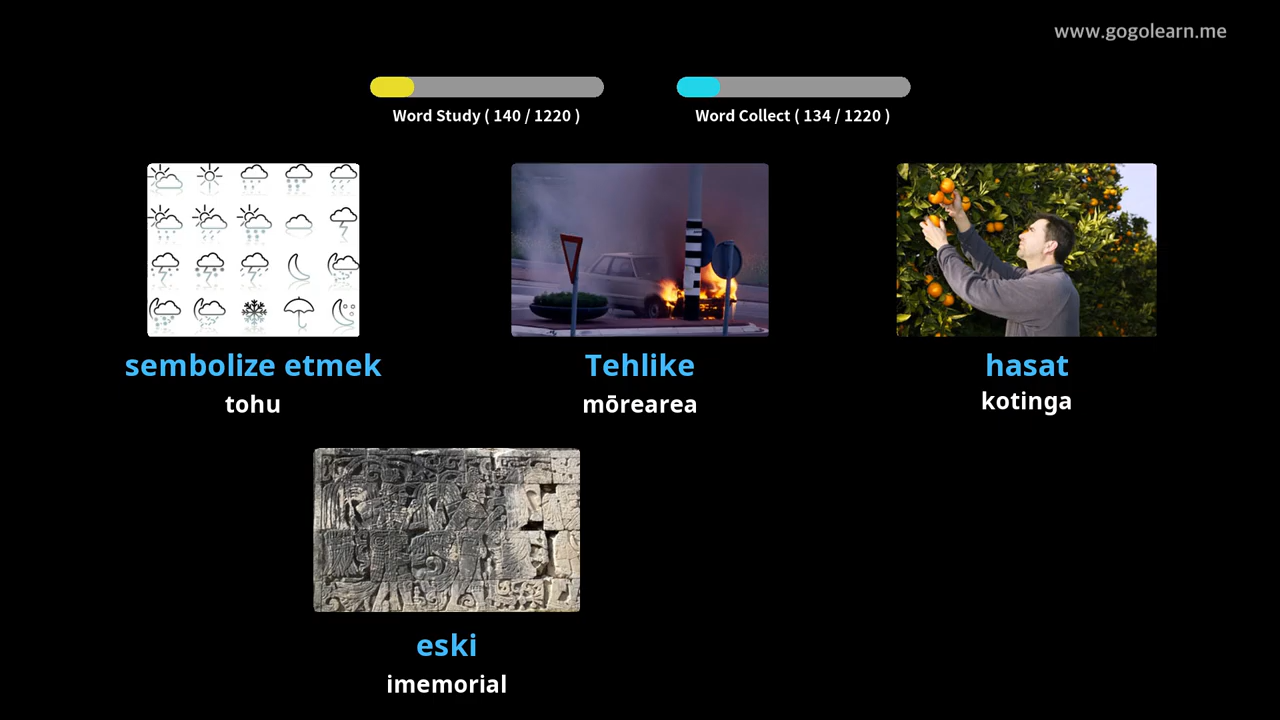 www.gogolearn.me
Word Study ( 140 / 1220 )
Word Collect ( 134 / 1220 )
sembolize etmek
tohu
Tehlike
mōrearea
hasat
kotinga
eski
imemorial